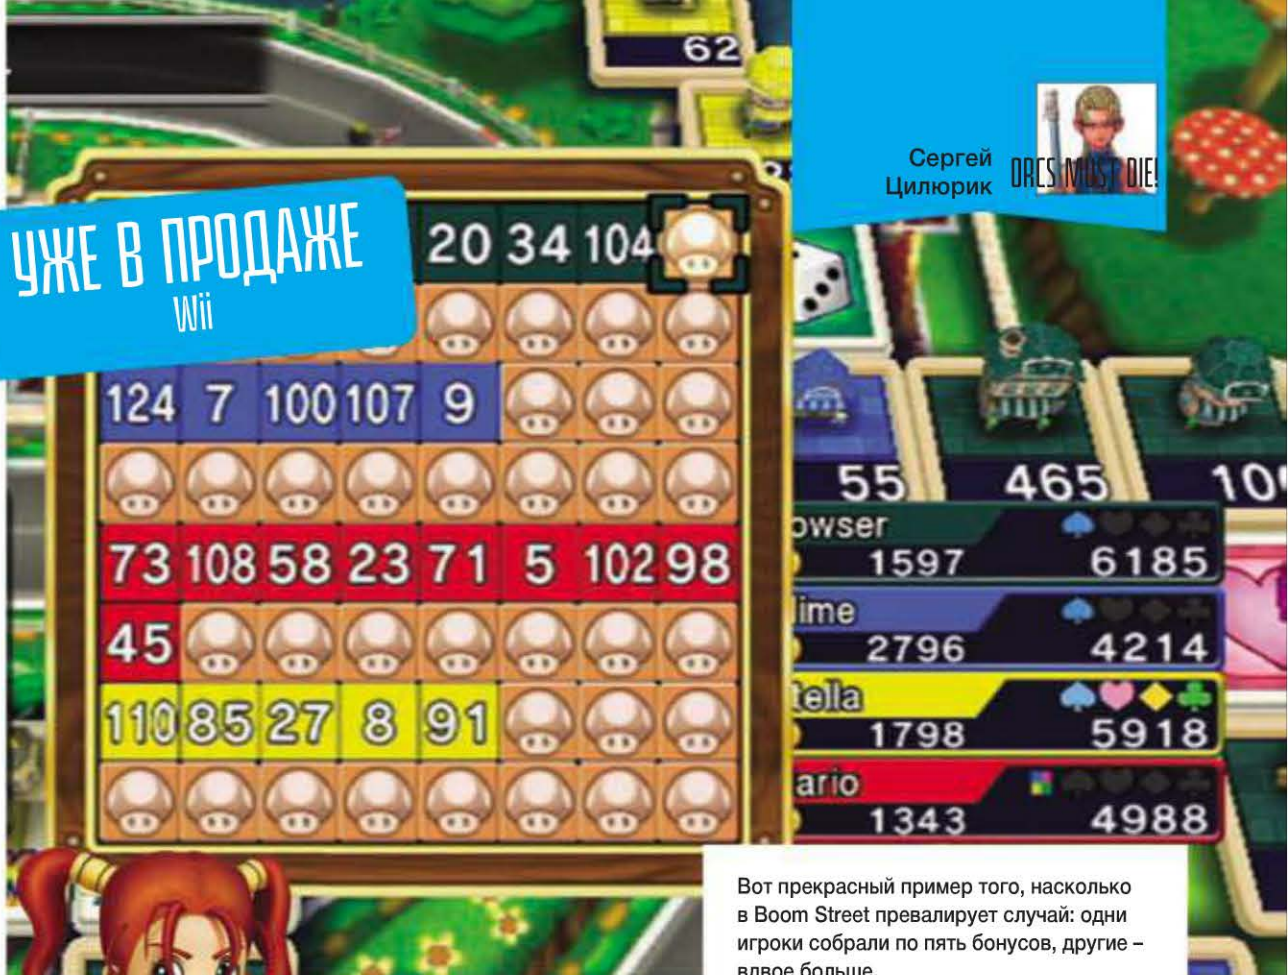 62
Сергей
Цилюрик
ORCS MUST DIE!
УЖЕ В ПРОДАЖЕ
Wii
20 34 104
124 7 100 107 9
73 108 58 23 71 5 102 98
45
110 85 27 8 91
55 465
owser
1597 6185
lime
2796 4214
tella
1798 5918
ario
1343 4988
Вот прекрасный пример того, насколько
в Boom Street превалирует случай: одни
игроки собрали по пять бонусов, другие –
вдвое больше.